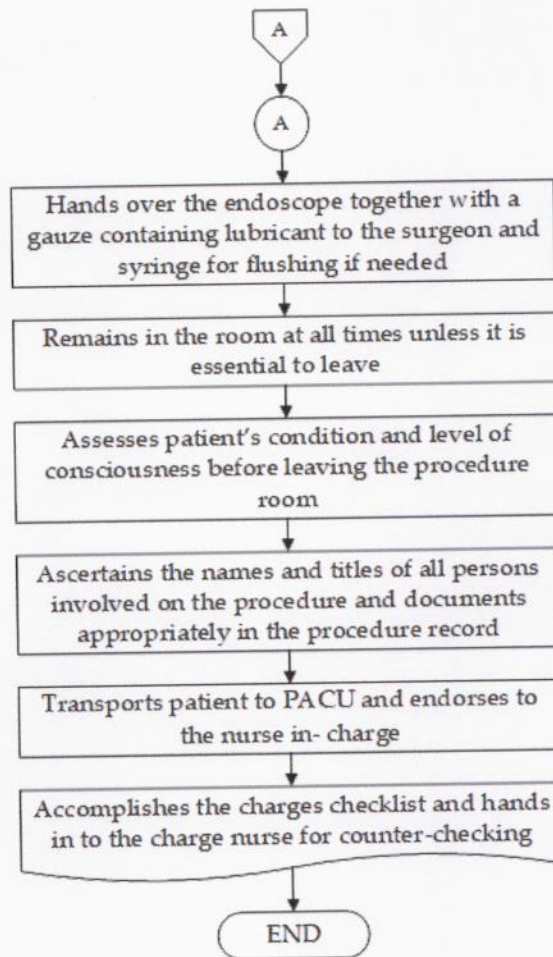 A
A
Hands over the endoscope together with a
gauze containing lubricant to the surgeon and
syringe for flushing if needed
Remains in the room at all times unless it is
essential to leave
Assesses patient's condition and level of
consciousness before leaving the procedure
room
Ascertains the names and titles of all persons
involved on the procedure and documents
appropriately in the procedure record
Transports patient to PACU and endorses to
the nurse in- charge
Accomplishes the charges checklist and hands
in to the charge nurse for counter-checking
END